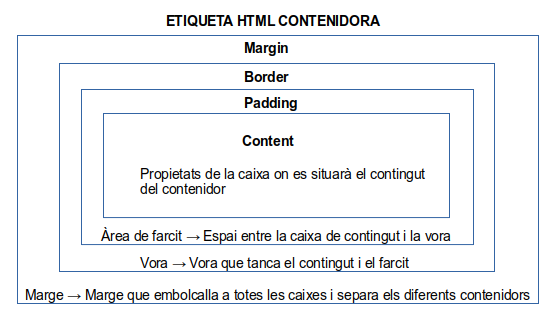 ETIQUETA HTML CONTENIDORA
Margin
Border
Padding
Content
Propietats de la caixa on es situarà el contingut
del contenidor
Àrea de farcit → Espai entre la caixa de contingut i la vora
Vora → Vora que tanca el contingut i el farcit
Marge → Marge que embolcalla a totes les caixes i separa els diferents contenidors